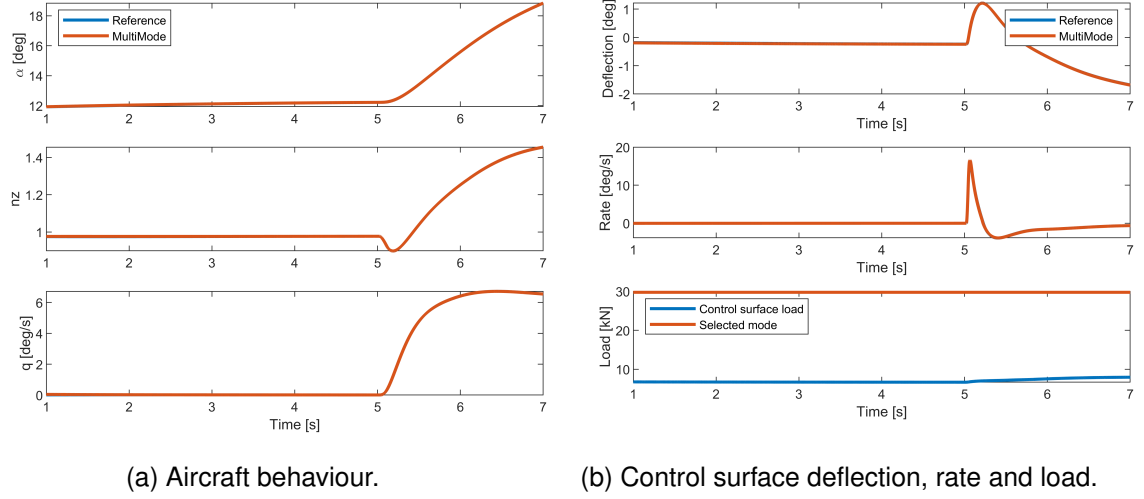 Reference
MultiMode
α [deg]
18
16
14
12
1 2 3 4 5 6 7
nz
1.4
1.2
1
1 2 3 4 5 6 7
q [deg/s]
6
4
2
0
1 2 3 4 5 6 7
Time [s]
(a) Aircraft behaviour.
Reference
MultiMode
Deflection [deg]
1
0
-1
-2
1 2 3 4 5 6 7
Time [s]
Rate [deg/s]
20
10
0
1 2 3 4 5 6 7
Time [s]
Control surface load
Selected mode
Load [kN]
30
20
10
1 2 3 4 5 6 7
Time [s]
(b) Control surface deflection, rate and load.